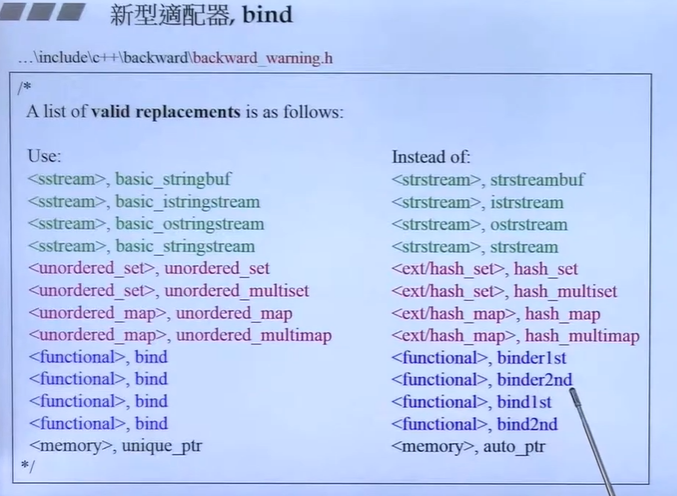 新型適配器, bind
…\include\c++\backward\backward_warning.h
/*
A list of valid replacements is as follows:
Use: Instead of:
<sstream>, basic_stringbuf <strstream>, strstreambuf
<sstream>, basic_istringstream <strstream>, istrstream
<sstream>, basic_ostringstream <strstream>, ostrstream
<sstream>, basic_stringstream <strstream>, strstream
<unordered_set>, unordered_set <ext/hash_set>, hash_set
<unordered_set>, unordered_multiset <ext/hash_set>, hash_multiset
<unordered_map>, unordered_map <ext/hash_map>, hash_map
<unordered_map>, unordered_multimap <ext/hash_map>, hash_multimap
<functional>, bind <functional>, binder1st
<functional>, bind <functional>, binder2nd
<functional>, bind <functional>, bind1st
<functional>, bind <functional>, bind2nd
<memory>, unique_ptr <memory>, auto_ptr
*/